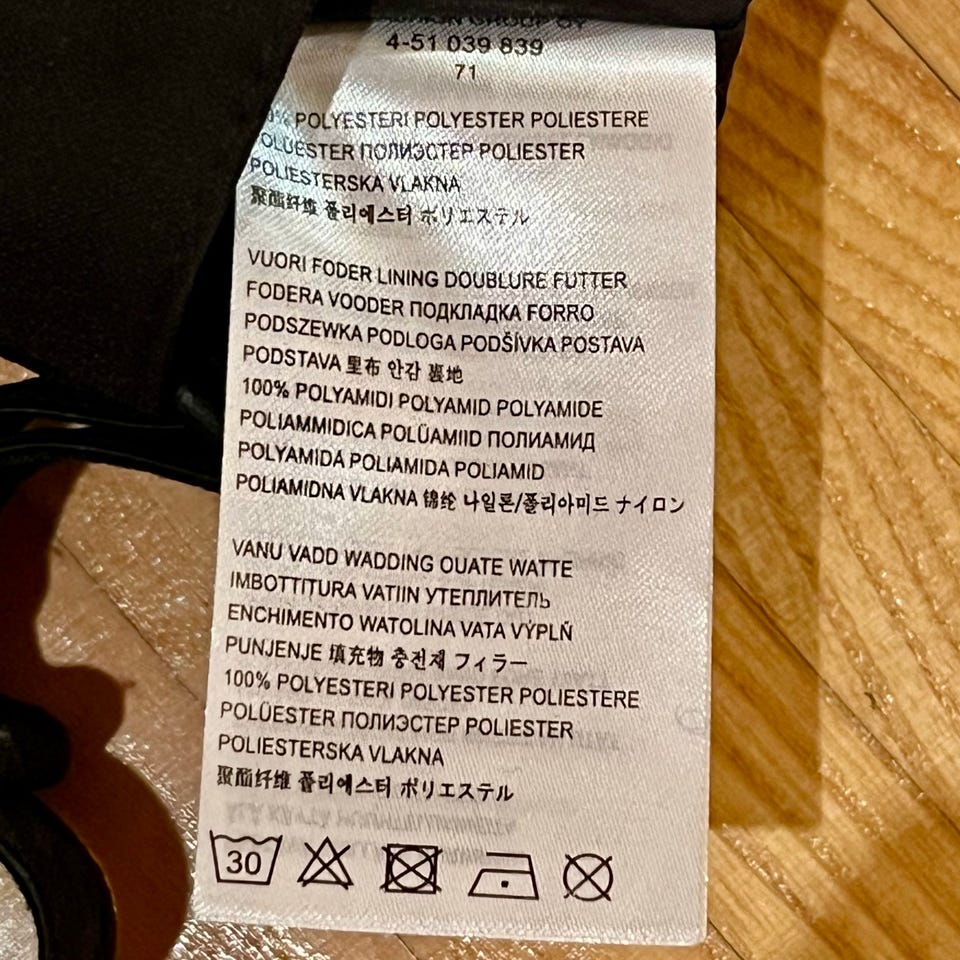 GROUP OY
4-51 039 839
71
% POLYESTERI POLYESTER POLIESTERE
POLÜESTER ПОЛИЭСТЕР POLIESTER
POLIESTERSKA VLAKNA
聚酯纤维 폴리에스터 ポリエステル
VUORI FODER LINING DOUBLURE FUTTER
FODERA VOODER ПОДКЛАДКА FORRO
PODSZEWKA PODLOGA PODŠÍVKA POSTAVA
PODSTAVA 里布 안감 裏地
100% POLYAMIDI POLYAMID POLYAMIDE
POLIAMMIDICA POLÜAMIID ПОЛИАМИД
POLYAMIDA POLIAMIDA POLIAMID
POLIAMIDNA VLAKNA 锦纶 나일론/폴리아미드 ナイロン
VANU VADD WADDING OUATE WATTE
IMBOTTITURA VATIIN УТЕПЛИТЕЛЬ
ENCHIMENTO WATOLINA VATA VÝPLŇ
PUNJENJE 填充物 충전재 フィラー
100% POLYESTERI POLYESTER POLIESTERE
POLÜESTER ПОЛИЭСТЕР POLIESTER
POLIESTERSKA VLAKNA
聚酯纤维 폴리에스터 ポリエステル
30